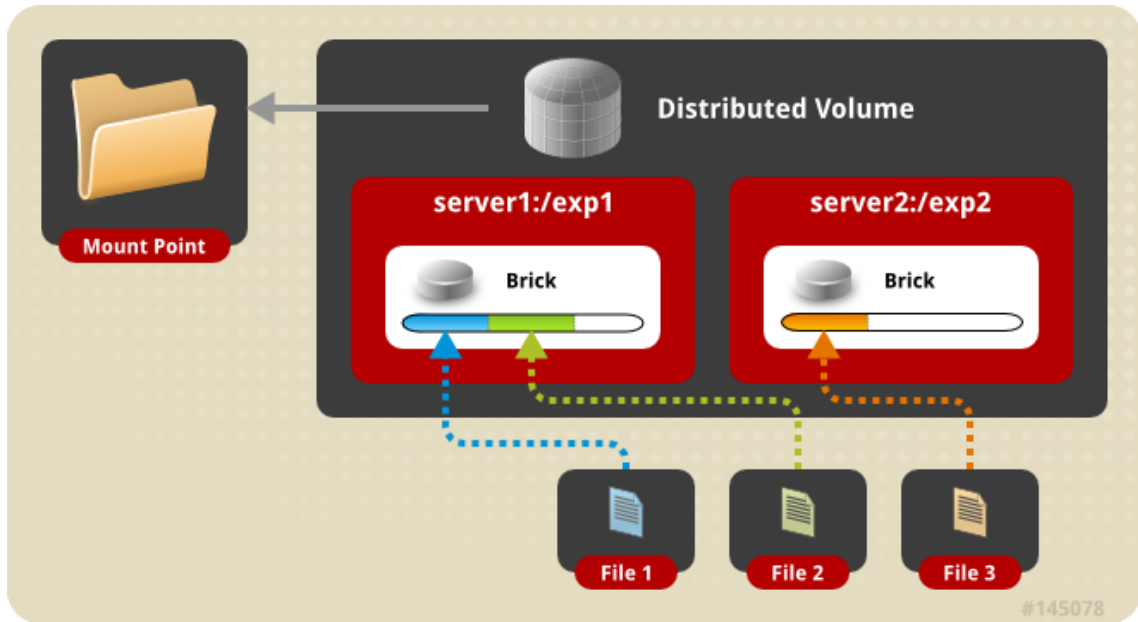 Distributed Volume
Mount Point
server1:/exp1
server2:/exp2
Brick
Brick
File 1
File 2
File 3
#145078